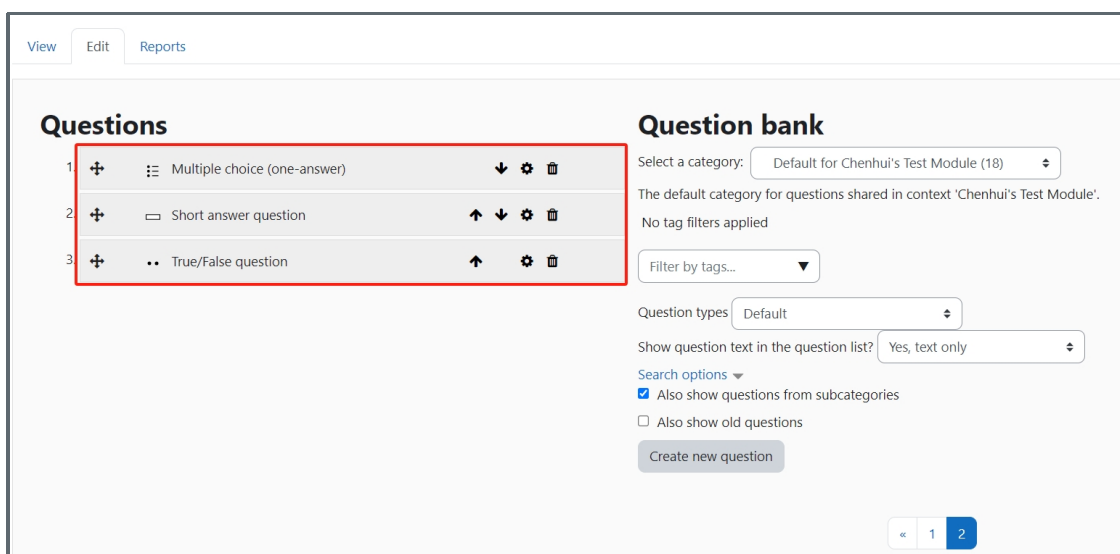 View Edit Reports
Questions
1. Multiple choice (one-answer)
2. Short answer question
3. True/False question
Question bank
Select a category: Default for Chenhui's Test Module (18)
The default category for questions shared in context 'Chenhui's Test Module'.
No tag filters applied
Filter by tags... ▼
Question types Default
Show question text in the question list? Yes, text only
Search options
Also show questions from subcategories
Also show old questions
Create new question
« 1 2